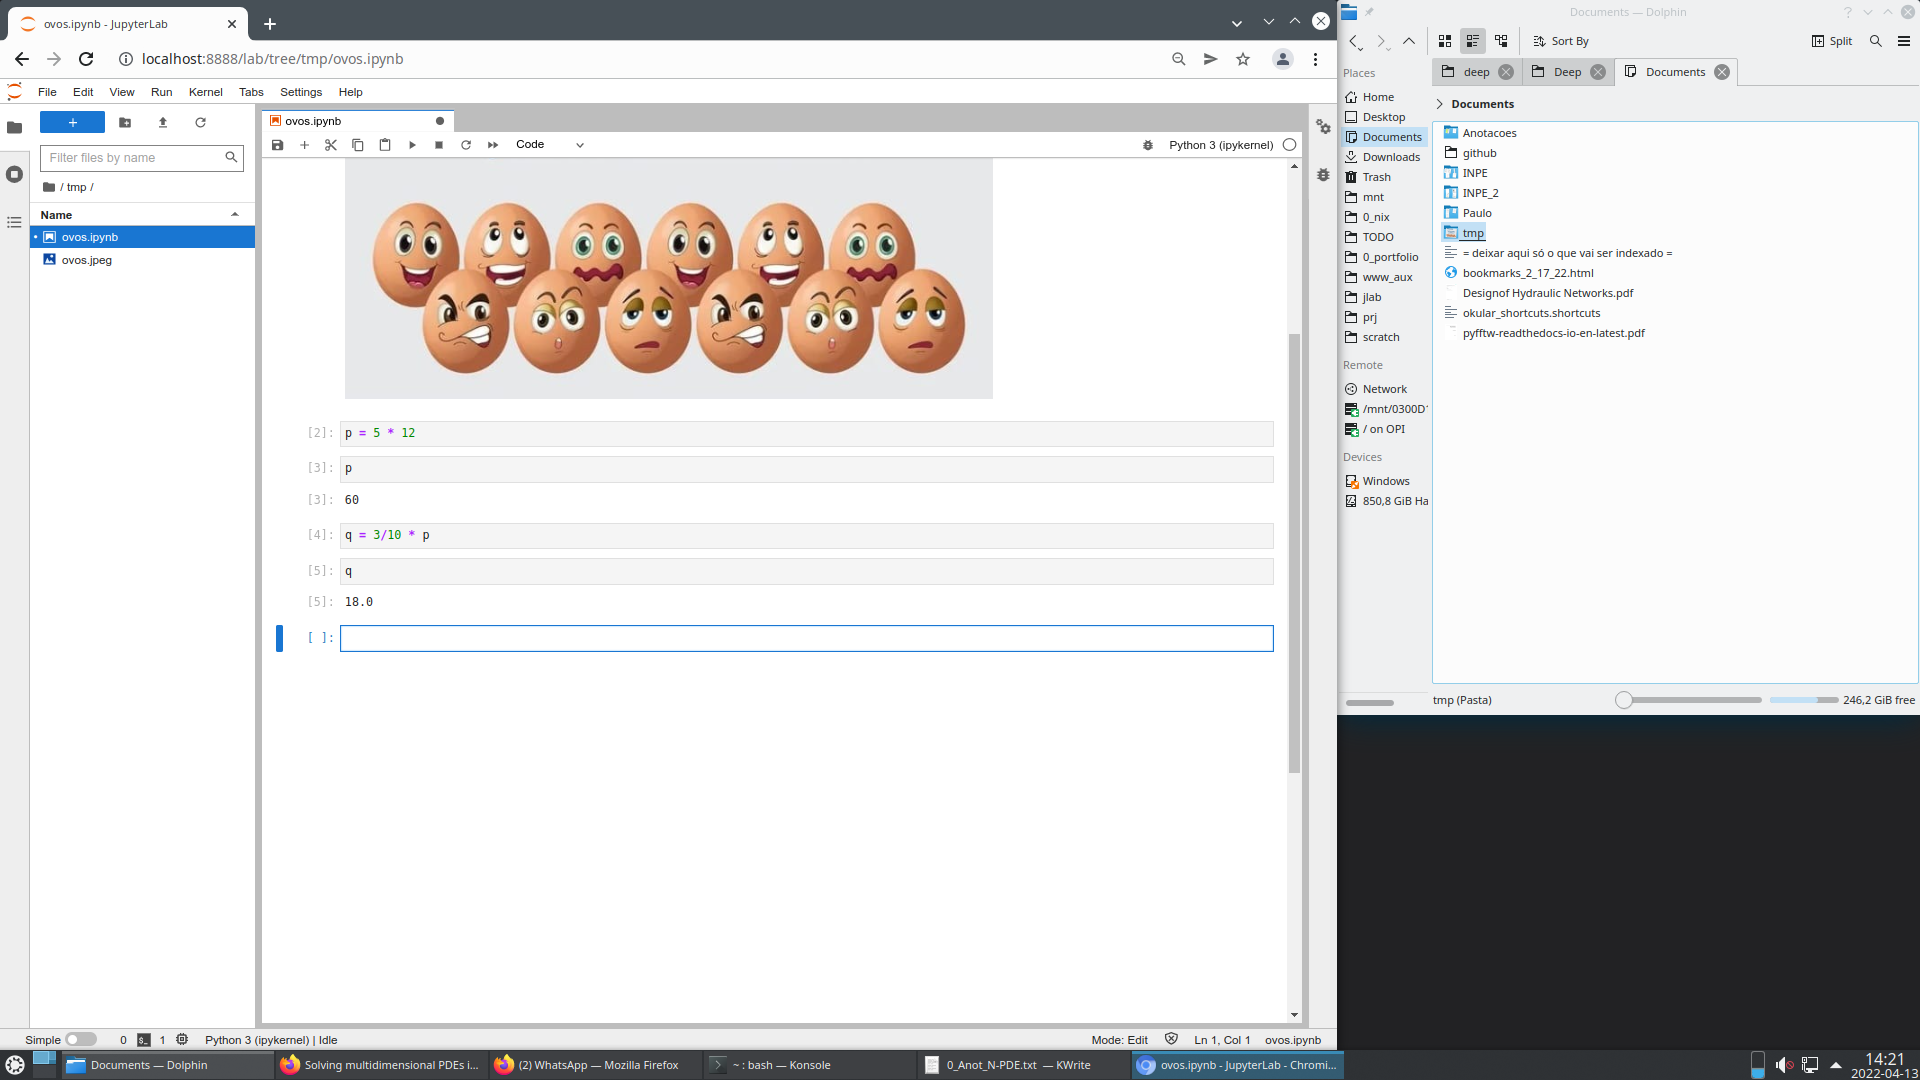 ovos.ipynb - JupyterLab
localhost:8888/lab/tree/tmp/ovos.ipynb
File Edit View Run Kernel Tabs Settings Help
+
Filter files by name
/ tmp /
Name
ovos.ipynb
ovos.jpeg
ovos.ipynb
Code
Python 3 (ipykernel)
[2]: p = 5 * 12
[3]: p
[3]: 60
[4]: q = 3/10 * p
[5]: q
[5]: 18.0
[ ]:
Simple 0 1 Python 3 (ipykernel) | Idle
Mode: Edit Ln 1, Col 1 ovos.ipynb
Documents — Dolphin
Sort By
Split
Places
Home
Desktop
Documents
Downloads
Trash
mnt
0_nix
TODO
0_portfolio
www_aux
jlab
prj
scratch
Remote
Network
/mnt/0300D
/ on OPI
Devices
Windows
850,8 GiB Ha
deep Deep Documents
Documents
Anotacoes
github
INPE
INPE_2
Paulo
tmp
= deixar aqui só o que vai ser indexado =
bookmarks_2_17_22.html
Designof Hydraulic Networks.pdf
okular_shortcuts.shortcuts
pyfftw-readthedocs-io-en-latest.pdf
tmp (Pasta)
246,2 GiB free
Documents — Dolphin
Solving multidimensional PDEs i...
(2) WhatsApp — Mozilla Firefox
~ : bash — Konsole
0_Anot_N-PDE.txt — KWrite
ovos.ipynb - JupyterLab - Chromi...
14:21
2022-04-13